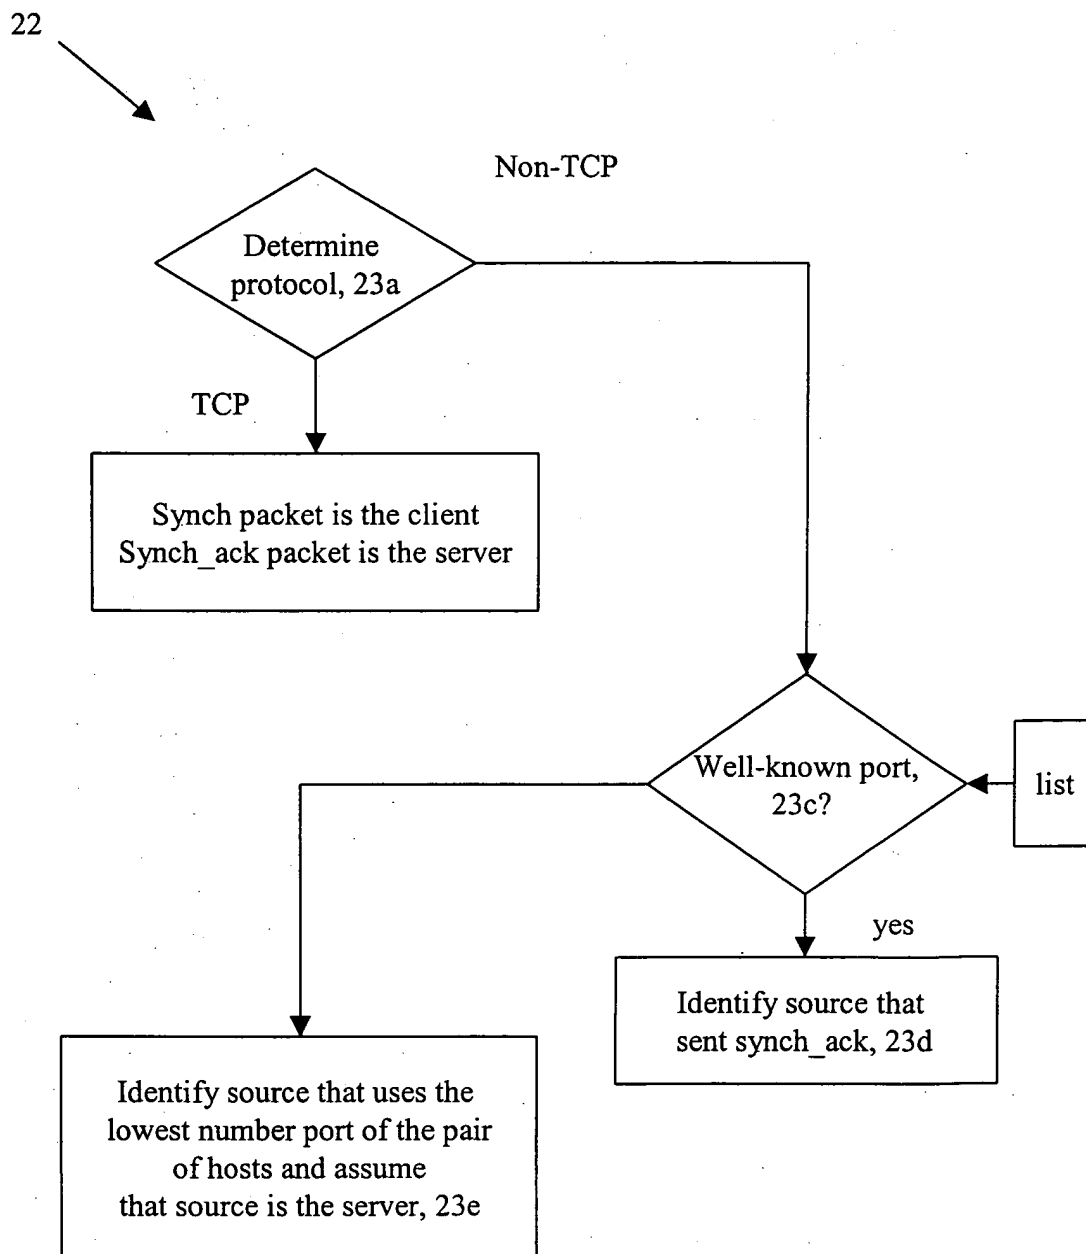 22
Non-TCP
Determine
protocol, 23a
TCP
Synch packet is the client
Synch_ack packet is the server
Well-known port,
23c?
list
yes
Identify source that
sent synch_ack, 23d
Identify source that uses the
lowest number port of the pair
of hosts and assume
that source is the server, 23e